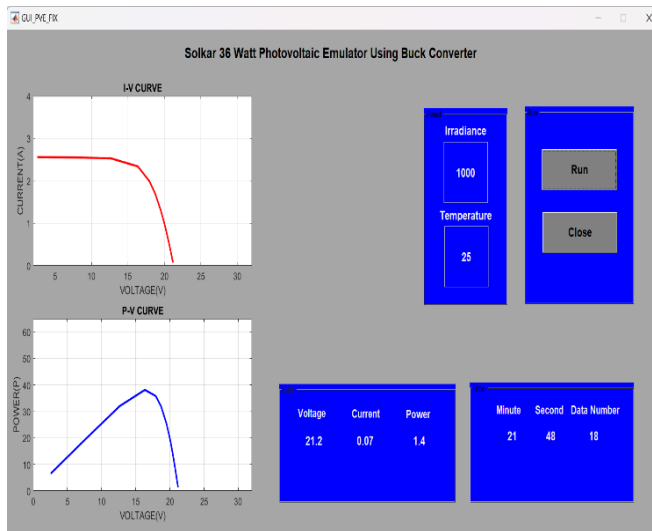 GUI_PVE_FIX
Solkar 36 Watt Photovoltaic Emulator Using Buck Converter
I-V CURVE
4
3
2
1
0
CURRENT(A)
5 10 15 20 25 30
VOLTAGE(V)
P-V CURVE
60
50
40
30
20
10
0
POWER(P)
0 5 10 15 20 25 30
VOLTAGE(V)
Irradiance
1000
Temperature
25
Run
Close
Voltage Current Power
21.2 0.07 1.4
Minute Second Data Number
21 48 18